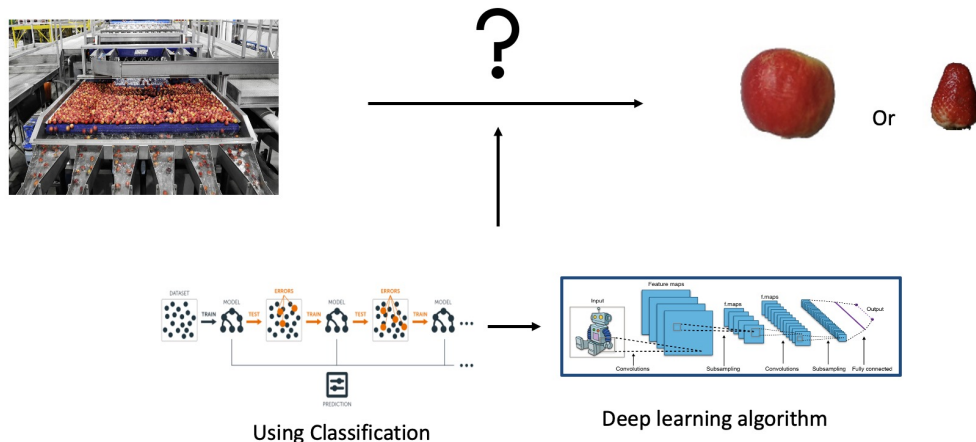 ?
Or
DATASET
MODEL
ERRORS
MODEL
ERRORS
MODEL
TRAIN
TEST
TRAIN
TEST
TRAIN
PREDICTION
Using Classification
Feature maps
Input
f.maps
f.maps
Output
Convolutions
Subsampling
Convolutions
Subsampling
Fully connected
Deep learning algorithm